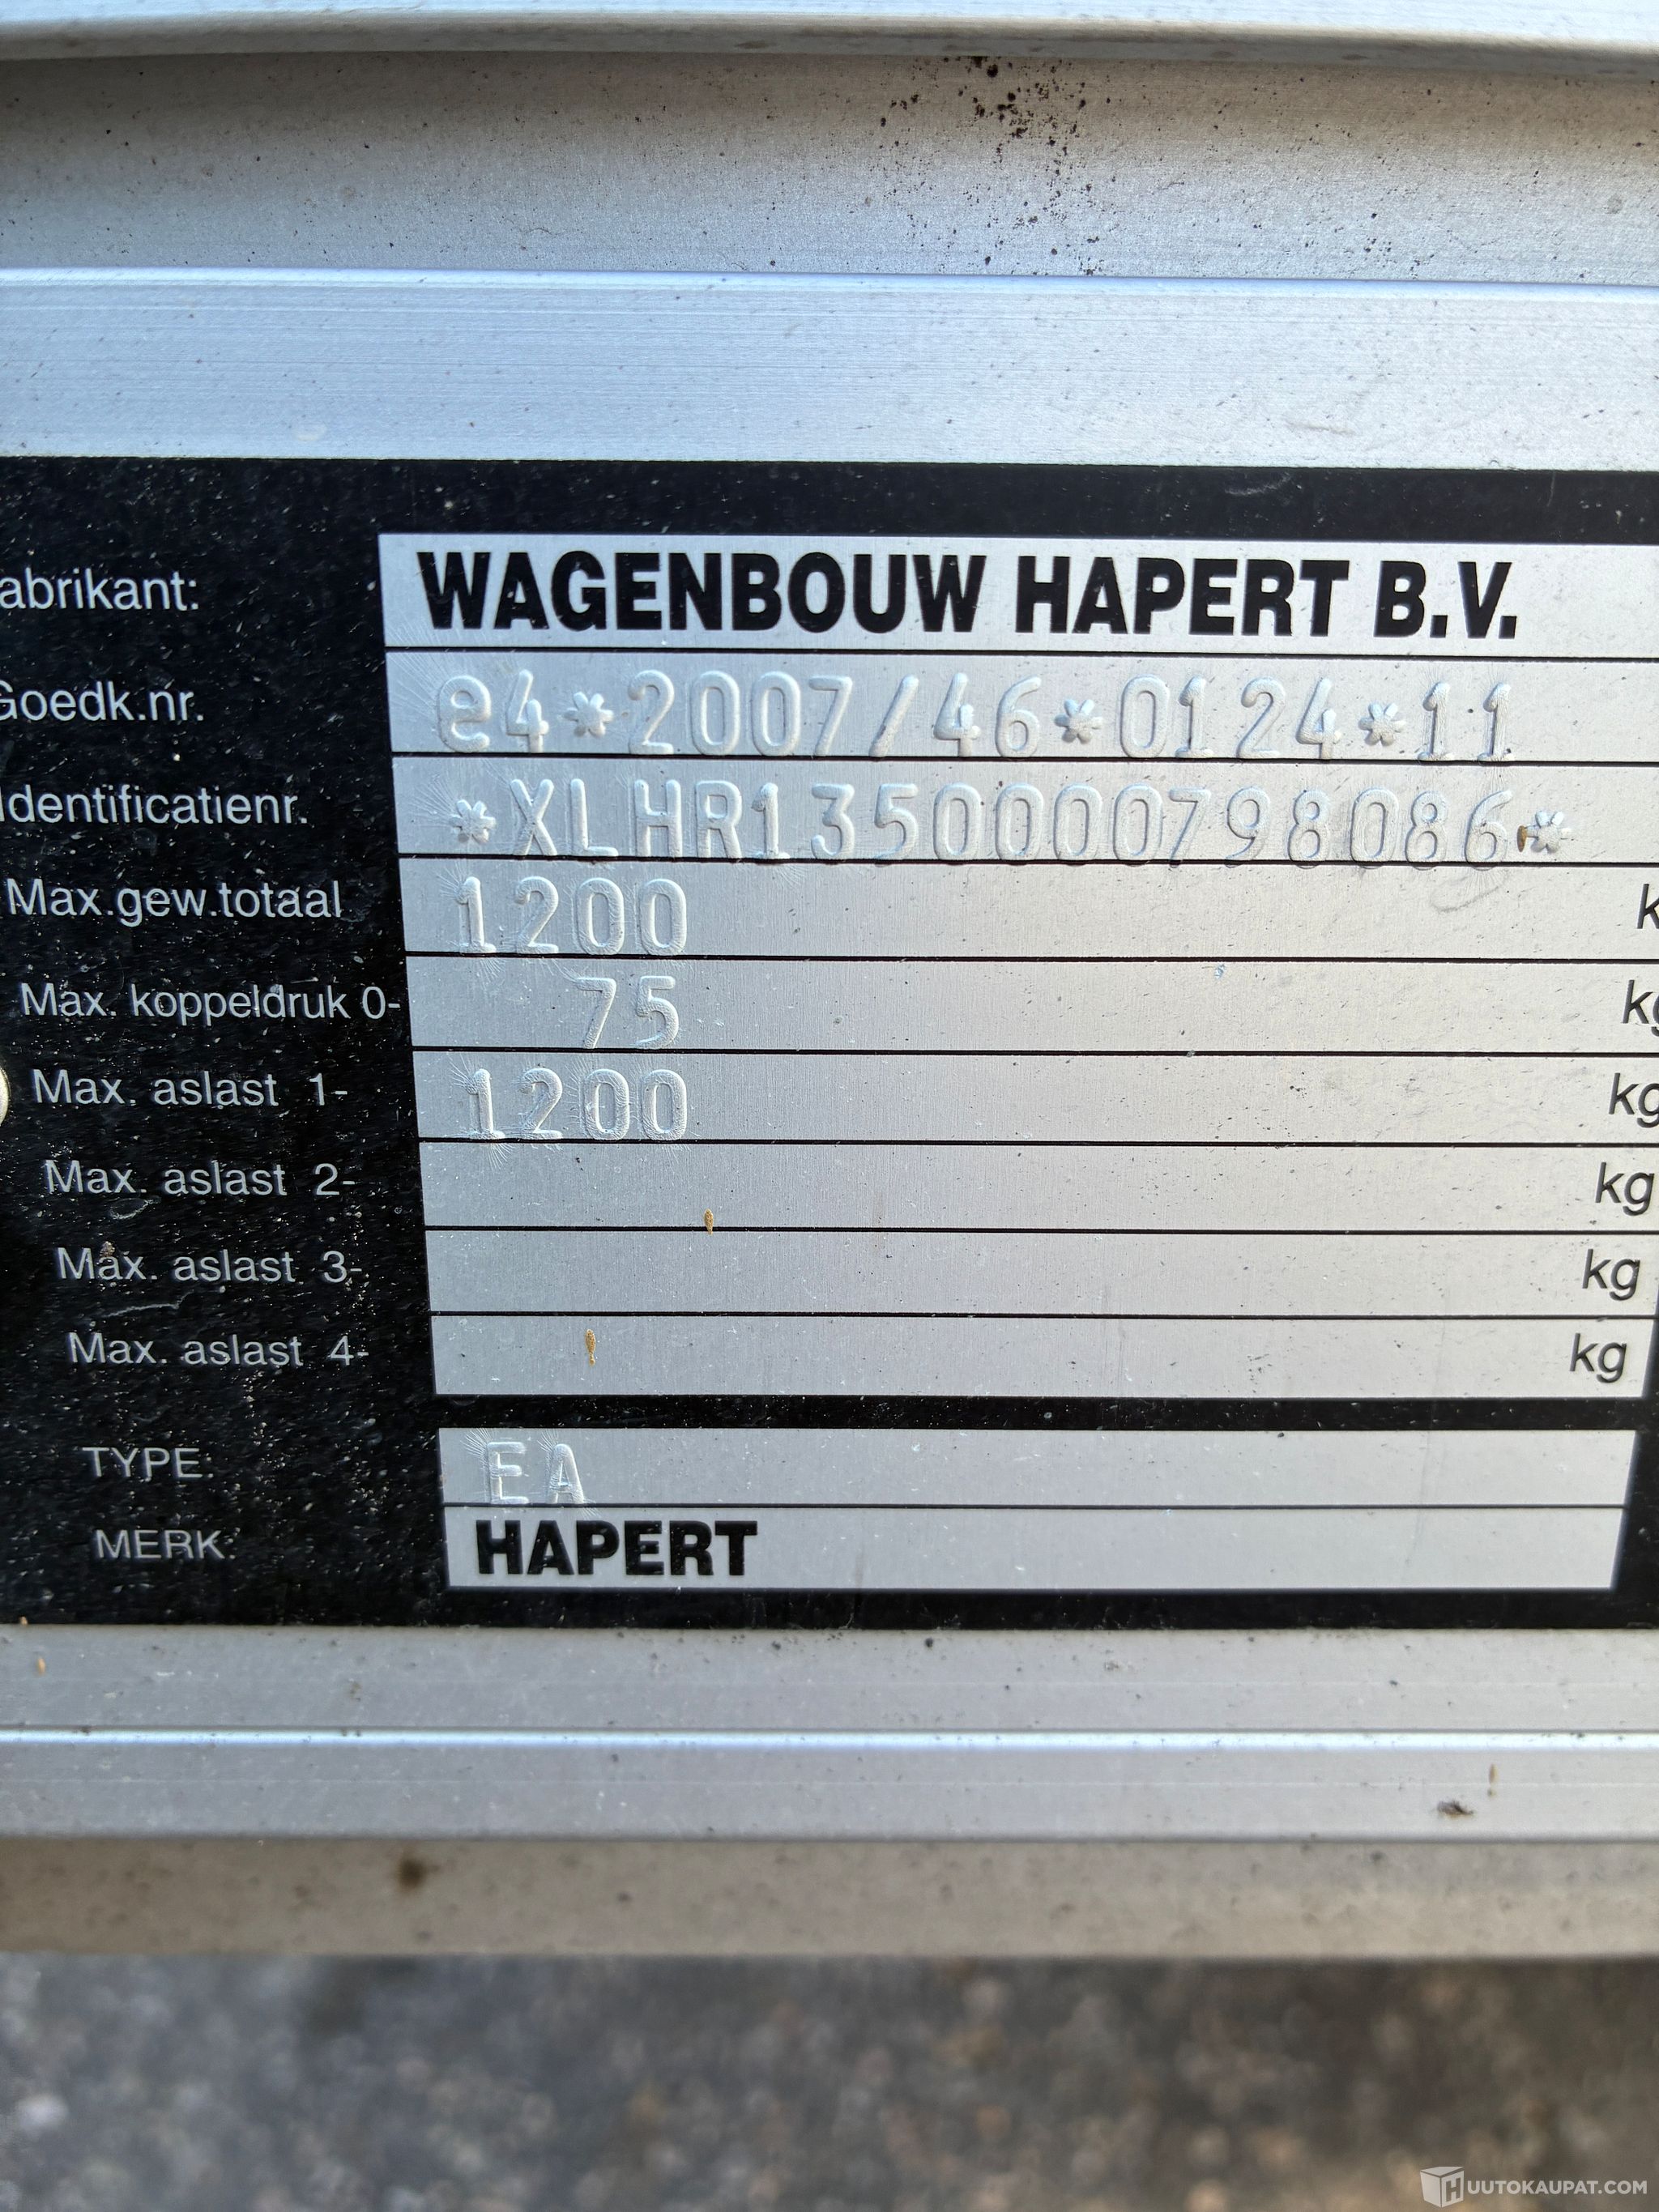 abrikant: WAGENBOUW HAPERT B.V.
Goedk.nr. e4*2007/46*0124*11
Identificatienr. *XLHR1350000798086*
Max.gew.totaal 1200 k
Max. koppeldruk 0- 75 kg
Max. aslast 1- 1200 kg
Max. aslast 2- kg
Max. aslast 3- kg
Max. aslast 4- kg
TYPE: EA
MERK: HAPERT
HUUTOKAUPAT.COM